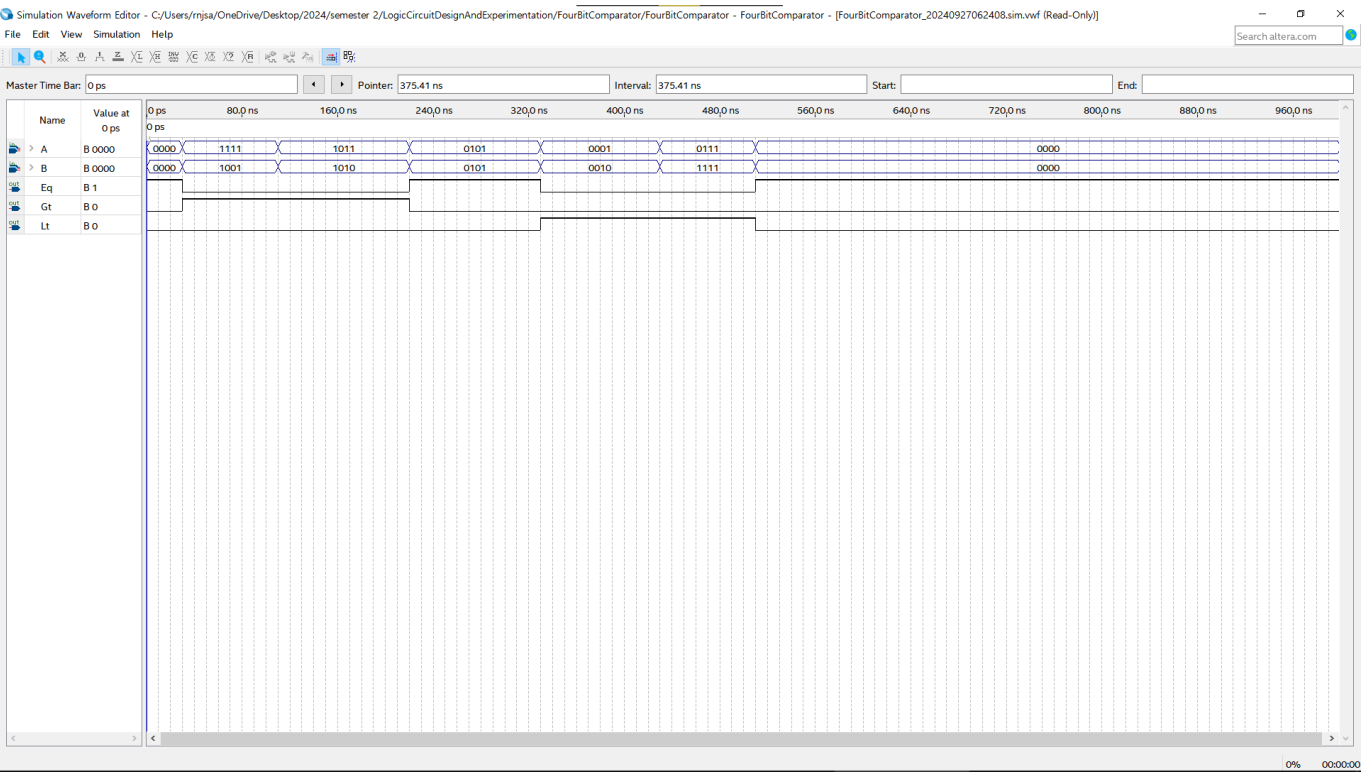 Simulation Waveform Editor - C:/Users/rnjsa/OneDrive/Desktop/2024/semester 2/LogicCircuitDesignAndExperimentation/FourBitComparator/FourBitComparator - FourBitComparator - [FourBitComparator_20240927062408.sim.vwf (Read-Only)]
File Edit View Simulation Help
Search altera.com
Master Time Bar: 0 ps Pointer: 375.41 ns Interval: 375.41 ns Start: End:
Name Value at 0 ps
0 ps 80.0 ns 160.0 ns 240.0 ns 320.0 ns 400.0 ns 480.0 ns 560.0 ns 640.0 ns 720.0 ns 800.0 ns 880.0 ns 960.0 ns
0 ps
A B 0000 0000 1111 1011 0101 0001 0111 0000
B B 0000 0000 1001 1010 0101 0010 1111 0000
out Eq B 1
out Gt B 0
out Lt B 0
0% 00:00:00